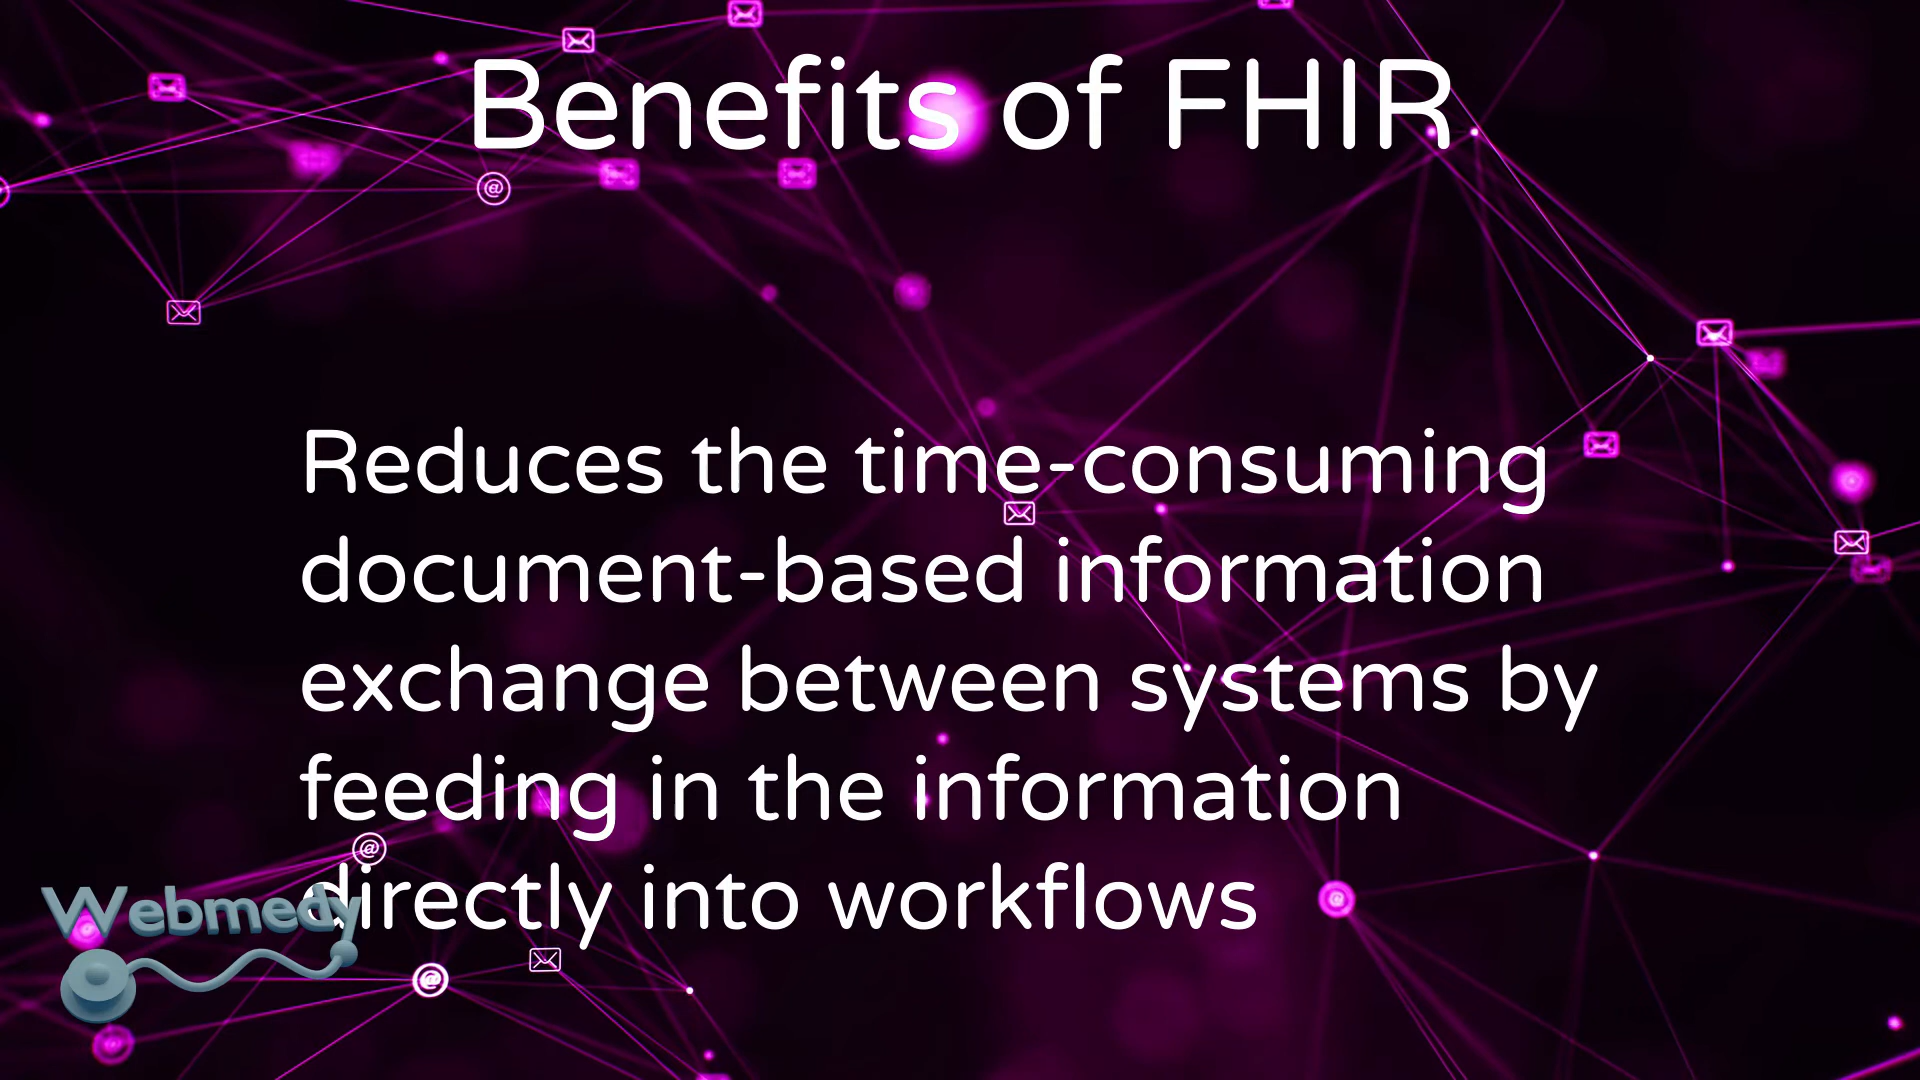 Benefits of FHIR
Reduces the time-consuming
document-based information
exchange between systems by
feeding in the information
directly into workflows
Webmedy